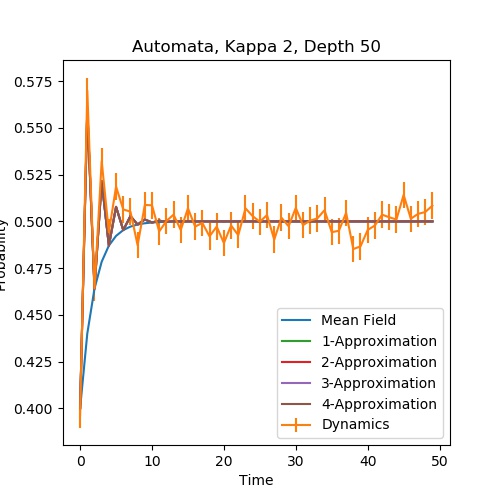 Automata, Kappa 2, Depth 50
Probability
0.575
0.550
0.525
0.500
0.475
0.450
0.425
0.400
Mean Field
1-Approximation
2-Approximation
3-Approximation
4-Approximation
Dynamics
0 10 20 30 40 50
Time